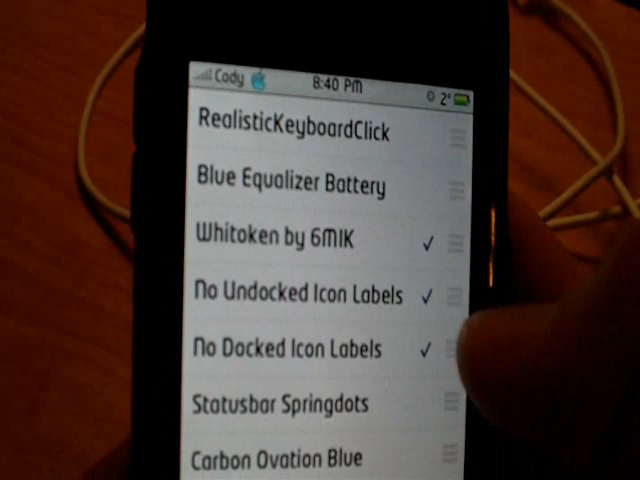 Cody 8:40 PM 2°
RealisticKeyboardClick
Blue Equalizer Battery
Whitoken by 6MIK
No Undocked Icon Labels
No Docked Icon Labels
Statusbar Springdots
Carbon Ovation Blue